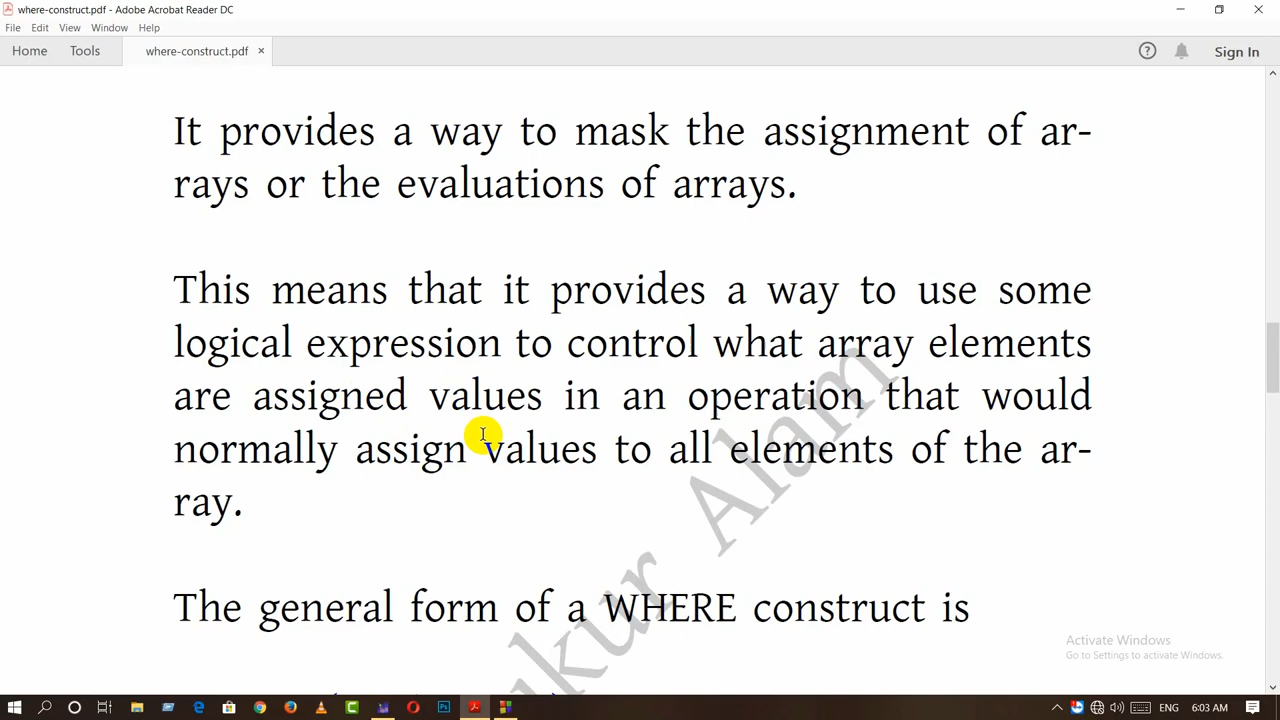 where-construct.pdf - Adobe Acrobat Reader DC
File Edit View Window Help
Home Tools where-construct.pdf × Sign In
It provides a way to mask the assignment of ar-
rays or the evaluations of arrays.
This means that it provides a way to use some
logical expression to control what array elements
are assigned values in an operation that would
normally assign values to all elements of the ar-
ray.
The general form of a WHERE construct is
Alam
Activate Windows
Go to Settings to activate Windows.
ENG 6:03 AM